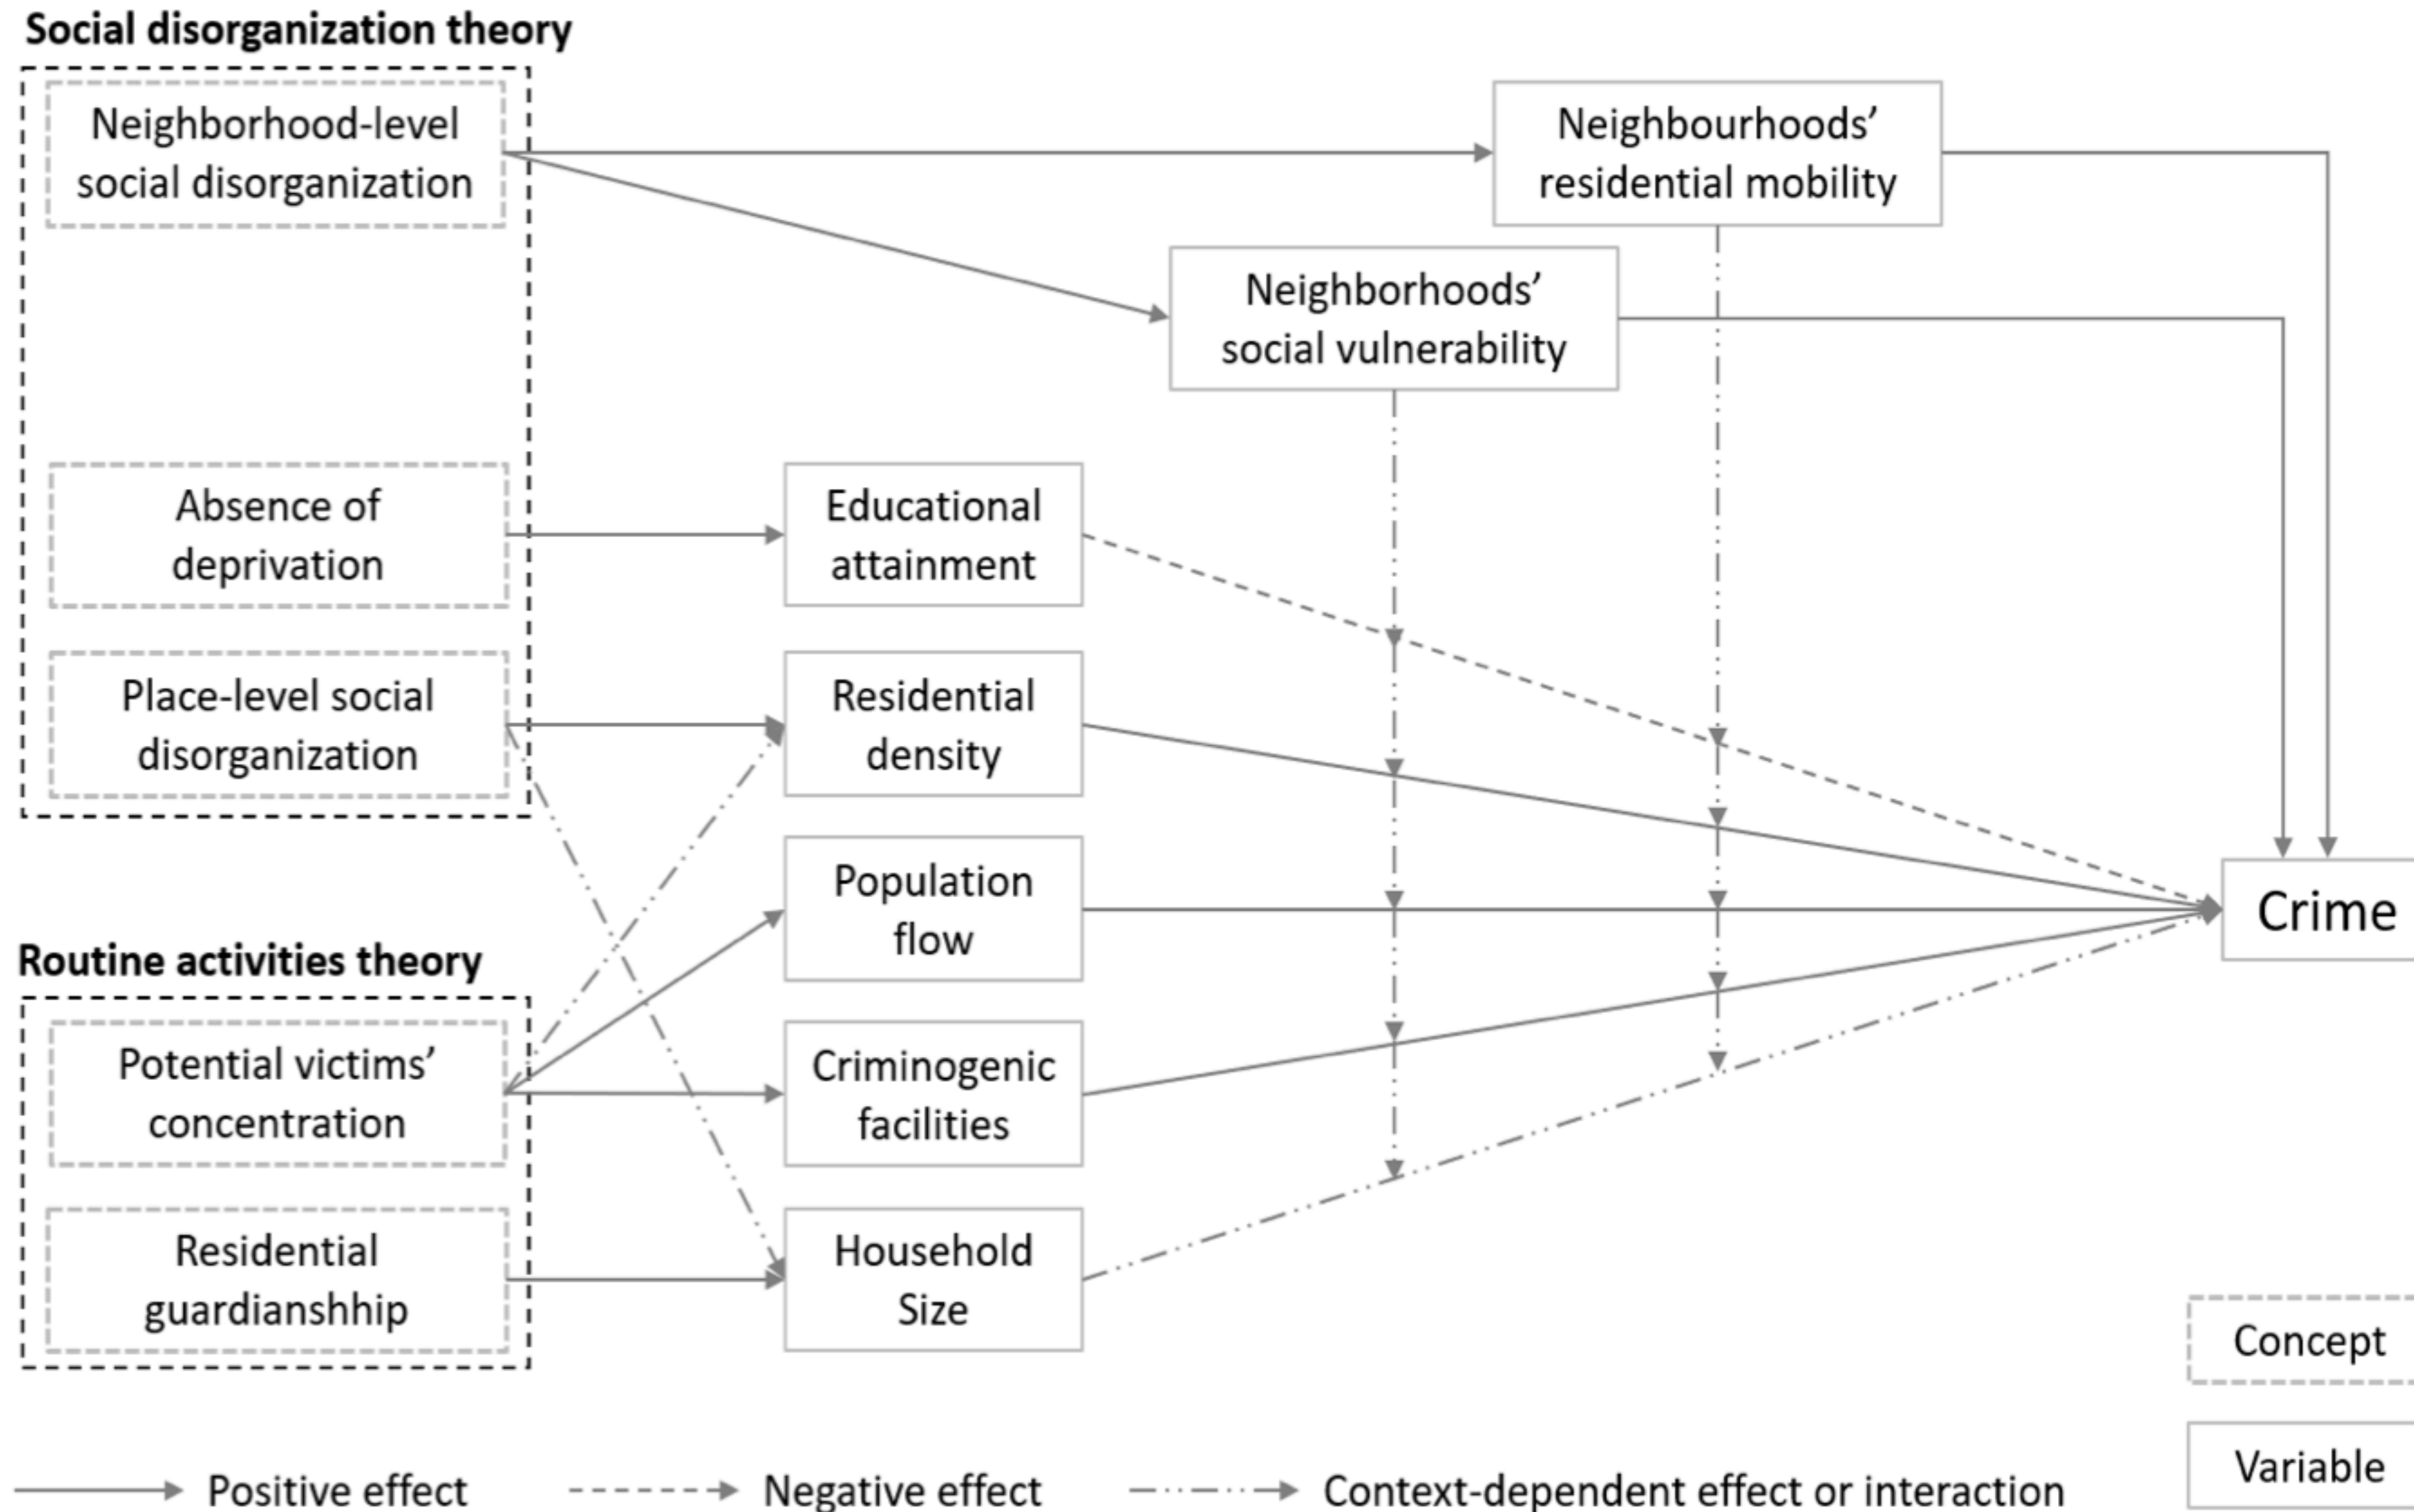 Social disorganization theory
Neighborhood-level
social disorganization
Neighbourhoods’
residential mobility
Neighborhoods’
social vulnerability
Absence of
deprivation
Educational
attainment
Place-level social
disorganization
Residential
density
Population
flow
Crime
Routine activities theory
Potential victims’
concentration
Criminogenic
facilities
Residential
guardianshhip
Household
Size
Concept
Variable
Positive effect
Negative effect
Context-dependent effect or interaction